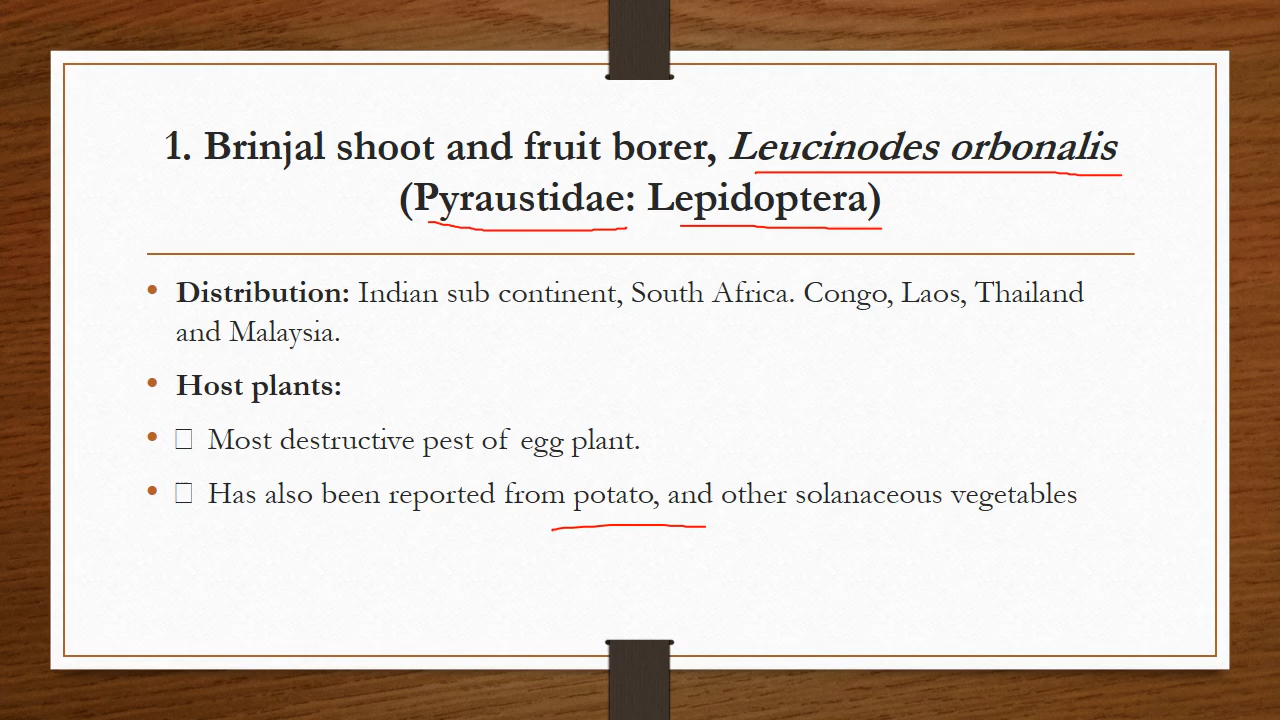 1. Brinjal shoot and fruit borer, Leucinodes orbonalis
(Pyraustidae: Lepidoptera)
• Distribution: Indian sub continent, South Africa. Congo, Laos, Thailand
and Malaysia.
• Host plants:
• □ Most destructive pest of egg plant.
• □ Has also been reported from potato, and other solanaceous vegetables